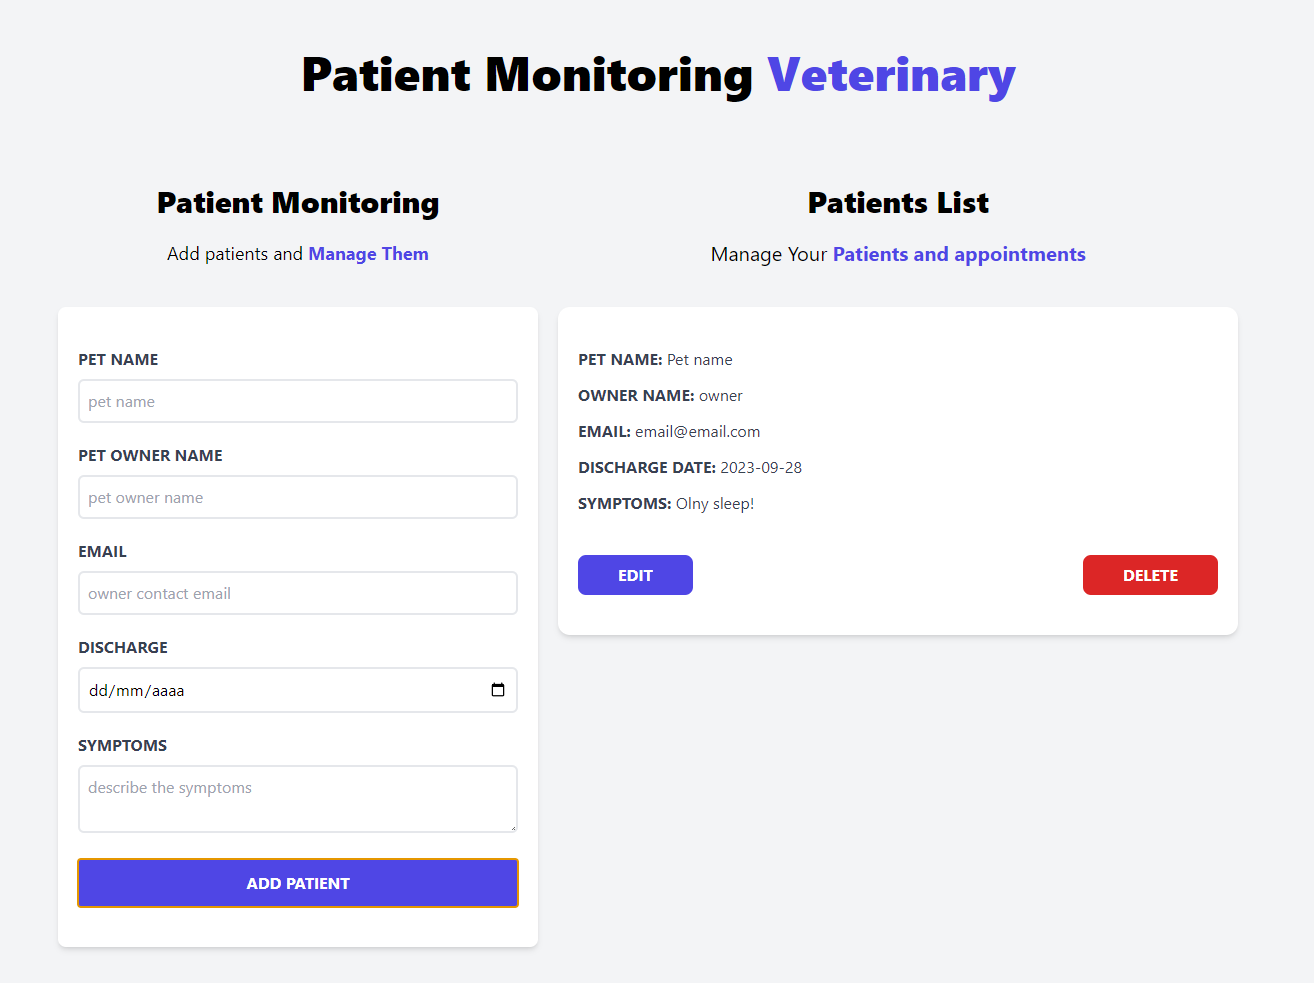 Patient Monitoring Veterinary
Patient Monitoring
Add patients and Manage Them
PET NAME
pet name
PET OWNER NAME
pet owner name
EMAIL
owner contact email
DISCHARGE
dd/mm/aaaa
SYMPTOMS
describe the symptoms
ADD PATIENT
Patients List
Manage Your Patients and appointments
PET NAME: Pet name
OWNER NAME: owner
EMAIL: email@email.com
DISCHARGE DATE: 2023-09-28
SYMPTOMS: Olny sleep!
EDIT
DELETE